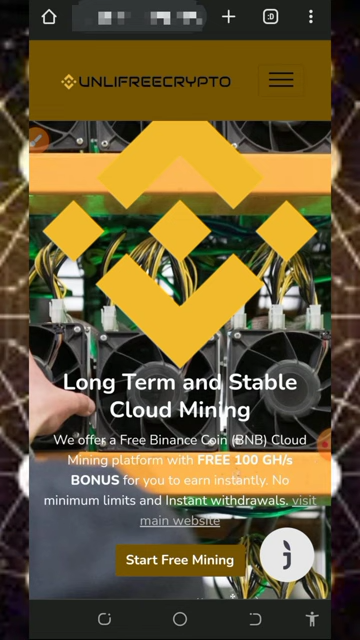 UNLIFREECRYPTO
Long Term and Stable
Cloud Mining
We offer a Free Binance Coin (BNB) Cloud
Mining platform with FREE 100 GH/s
BONUS for you to earn instantly. No
minimum limits and Instant withdrawals. visit
main website
Start Free Mining